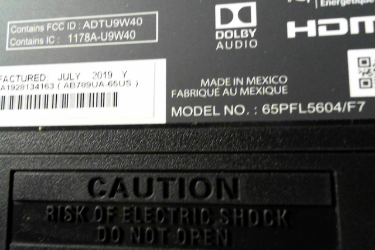 Contains FCC ID : ADTU9W40
Contains IC : 1178A-U9W40
DOLBY
AUDIO
HDMI
Énergétique
FACTURED: JULY 2019 Y
A1928134163 ( AB789UA-65US )
MADE IN MEXICO
FABRIQUÉ AU MEXIQUE
MODEL NO. : 65PFL5604/F7
CAUTION
RISK OF ELECTRIC SHOCK
DO NOT OPEN